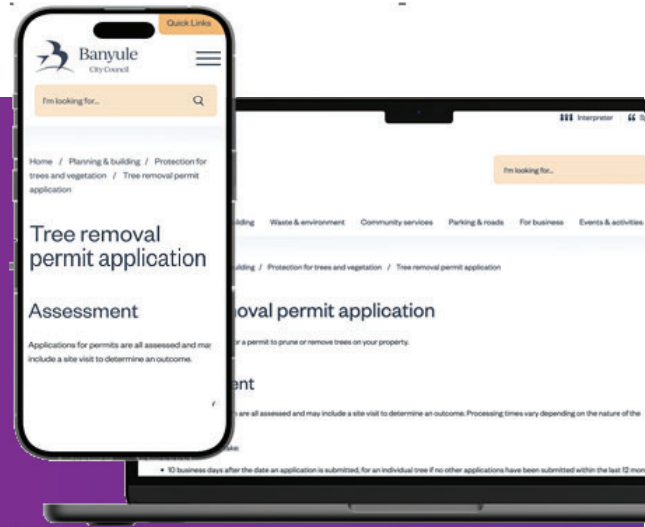 Quick Links
Banyule
City Council
I'm looking for...
Home / Planning & building / Protection for
trees and vegetation / Tree removal permit
application
Tree removal
permit application
Assessment
Applications for permits are all assessed and may
include a site visit to determine an outcome.
Interpreter
I'm looking for...
ilding Waste & environment Community services Parking & roads For business Events & activities
uilding / Protection for trees and vegetation / Tree removal permit application
oval permit application
or a permit to prune or remove trees on your property.
ent
are all assessed and may include a site visit to determine an outcome. Processing times vary depending on the nature of the
ake:
• 10 business days after the date an application is submitted, for an individual tree if no other applications have been submitted within the last 12 mon